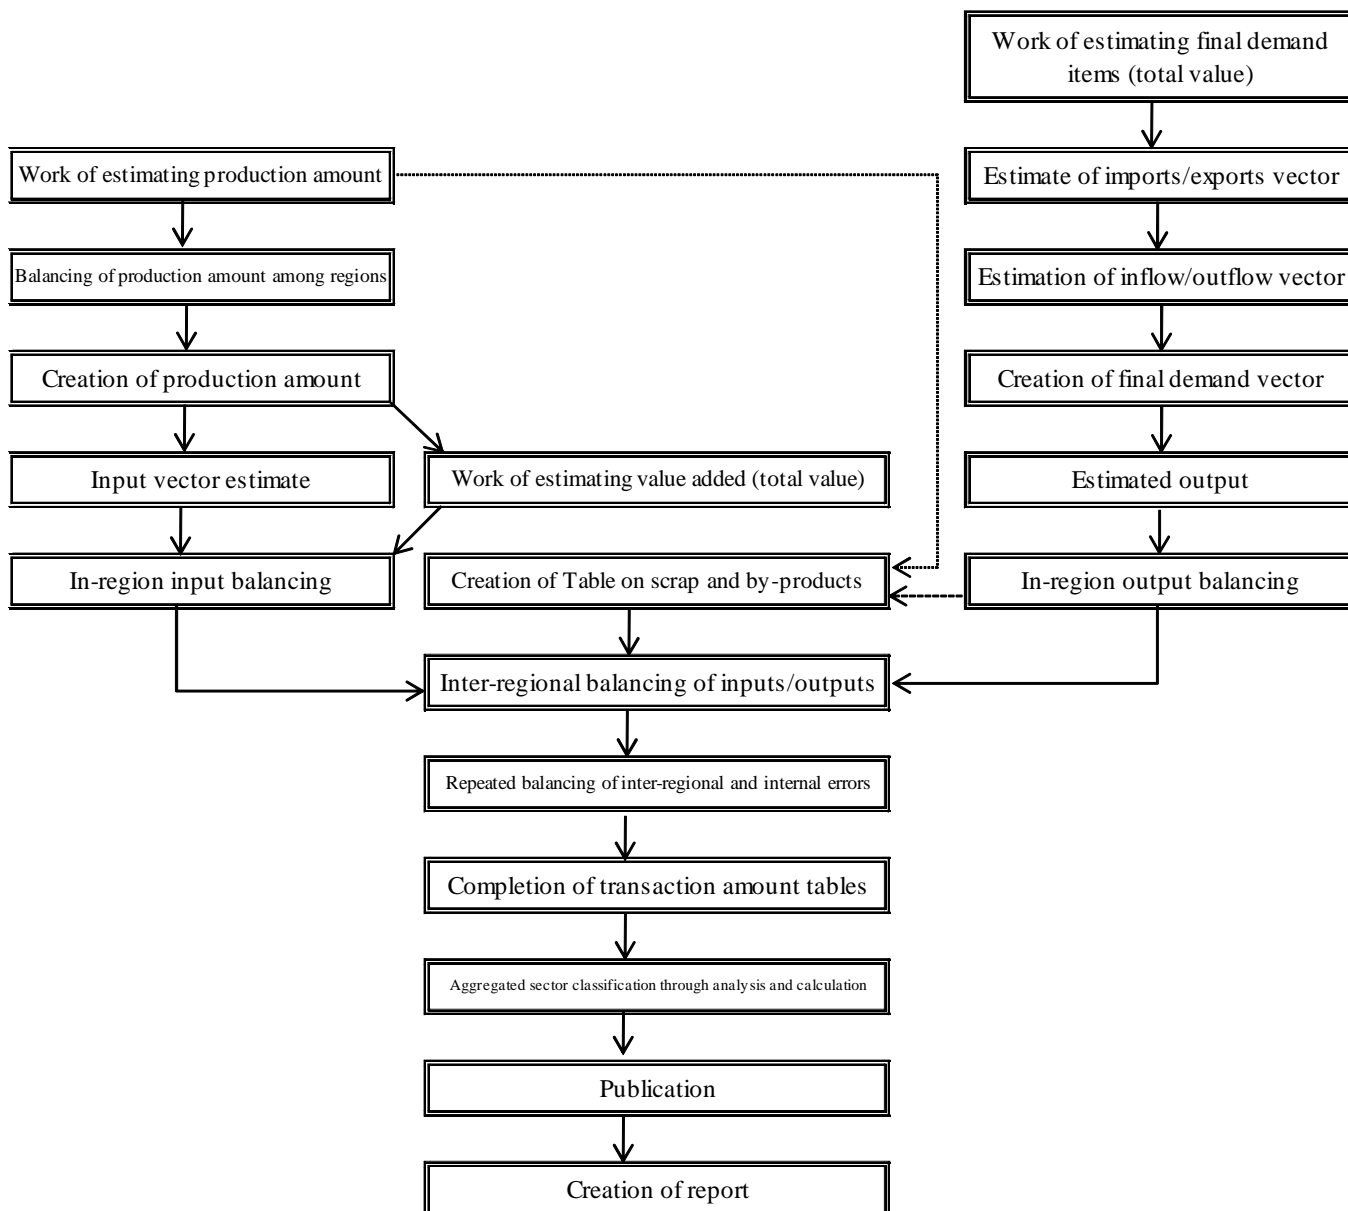 Work of estimating final demand
items (total value)
Work of estimating production amount
Estimate of imports/exports vector
Balancing of production amount among regions
Estimation of inflow/outflow vector
Creation of production amount
Creation of final demand vector
Input vector estimate
Work of estimating value added (total value)
Estimated output
In-region input balancing
Creation of Table on scrap and by-products
In-region output balancing
Inter-regional balancing of inputs/outputs
Repeated balancing of inter-regional and internal errors
Completion of transaction amount tables
Aggregated sector classification through analysis and calculation
Publication
Creation of report